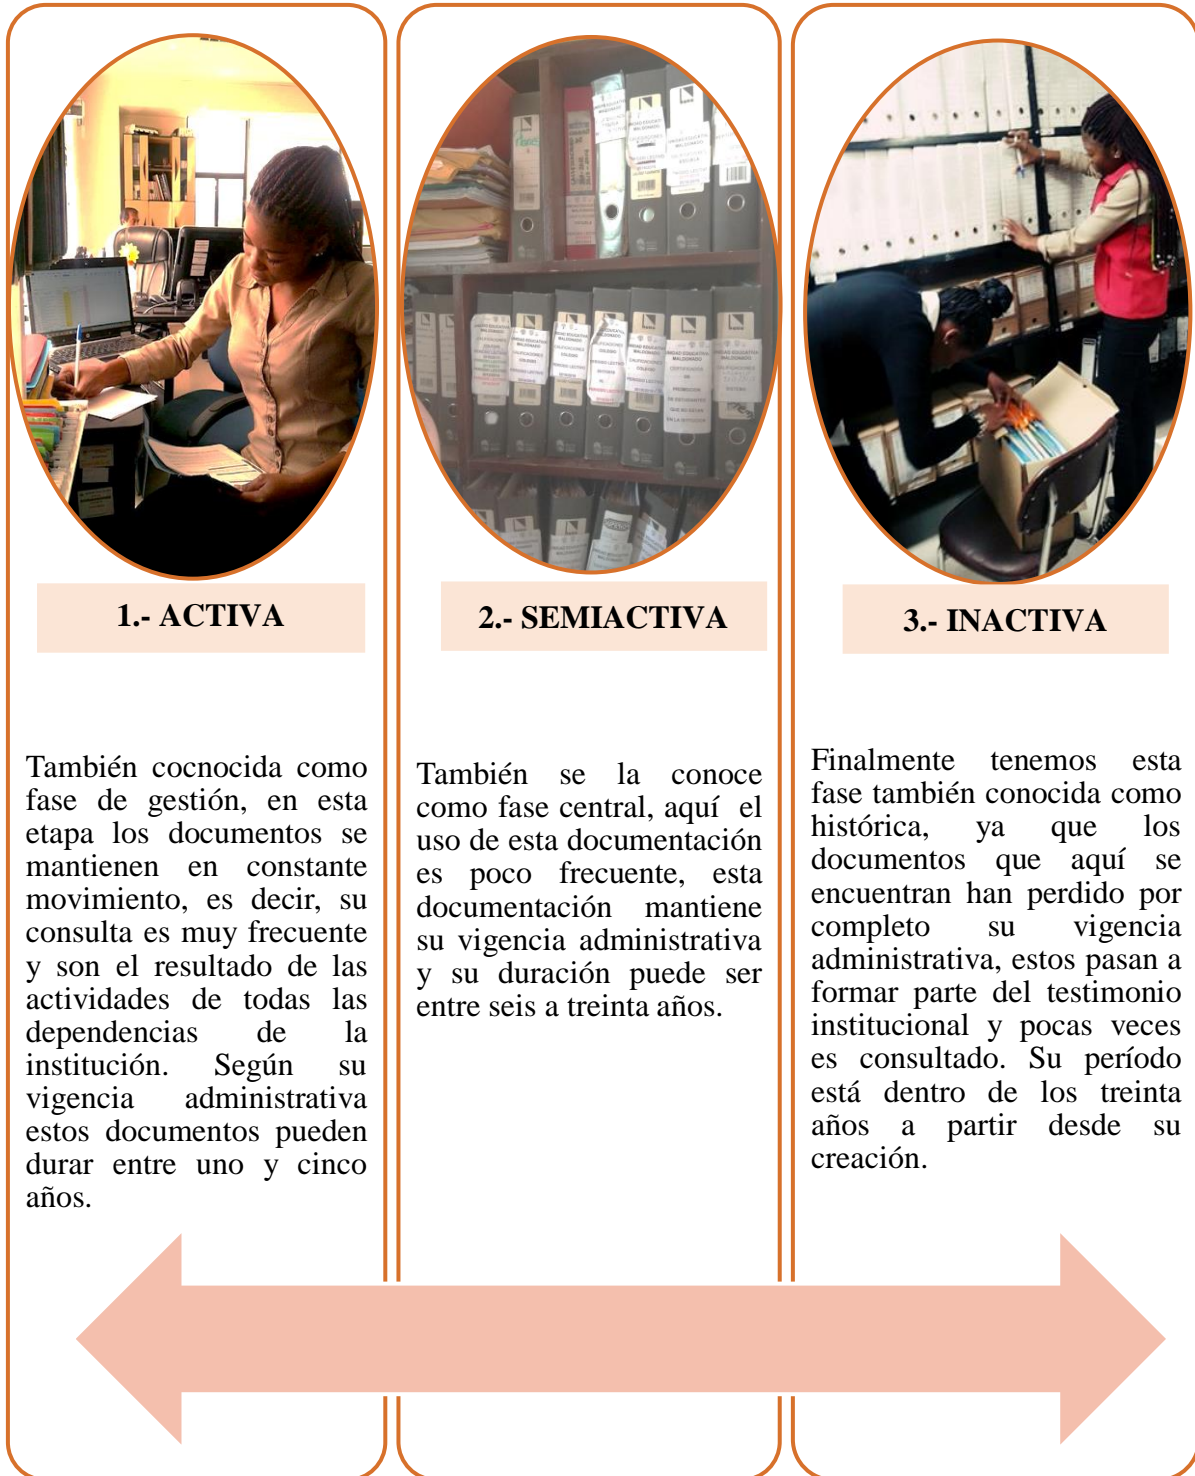 1.- ACTIVA
También cocnocida como
fase de gestión, en esta
etapa los documentos se
mantienen en constante
movimiento, es decir, su
consulta es muy frecuente
y son el resultado de las
actividades de todas las
dependencias de la
institución. Según su
vigencia administrativa
estos documentos pueden
durar entre uno y cinco
años.
2.- SEMIACTIVA
También se la conoce
como fase central, aquí el
uso de esta documentación
es poco frecuente, esta
documentación mantiene
su vigencia administrativa
y su duración puede ser
entre seis a treinta años.
3.- INACTIVA
Finalmente tenemos esta
fase también conocida como
histórica, ya que los
documentos que aquí se
encuentran han perdido por
completo su vigencia
administrativa, estos pasan a
formar parte del testimonio
institucional y pocas veces
es consultado. Su período
está dentro de los treinta
años a partir desde su
creación.